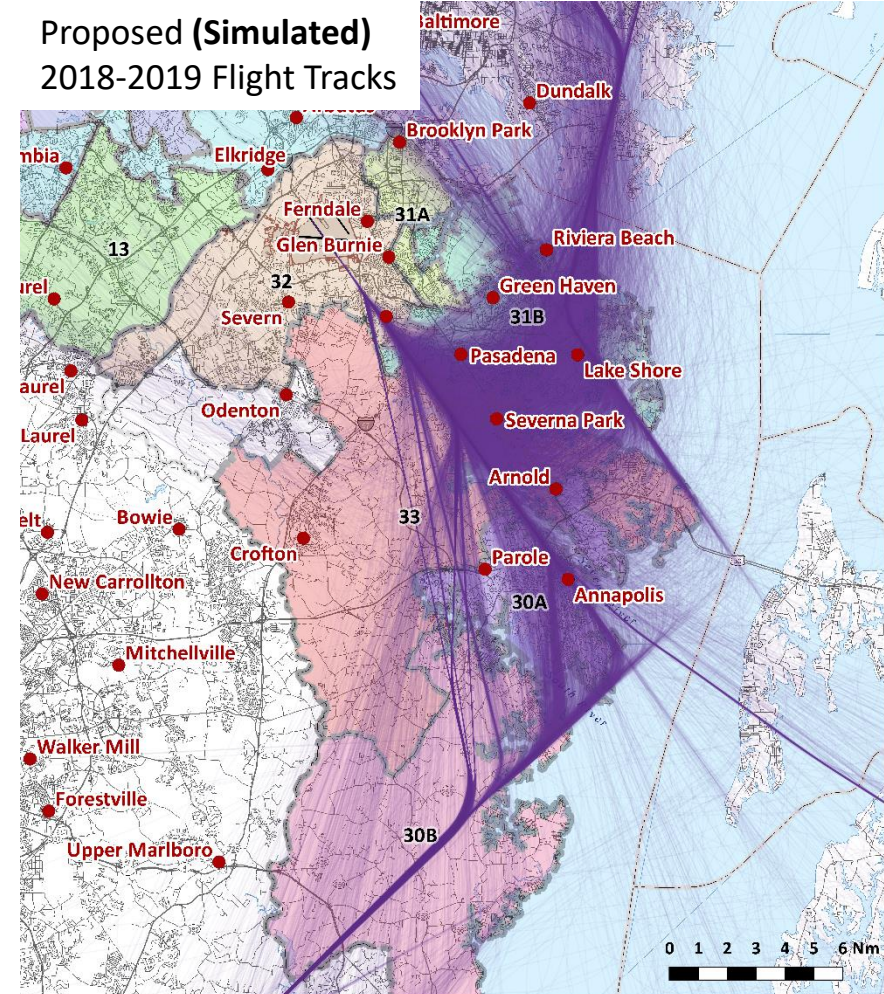 Proposed (Simulated)
2018-2019 Flight Tracks
Baltimore
Dundalk
Brooklyn Park
mbia
Elkridge
Ferndale
31A
13
Glen Burnie
Riviera Beach
32
urel
Green Haven
Severn
31B
Pasadena
Lake Shore
aurel
Odenton
Severna Park
Laurel
Arnold
elt
Bowie
33
Crofton
Parole
New Carrollton
30A
Annapolis
Mitchellville
Walker Mill
Forestville
30B
Upper Marlboro
0 1 2 3 4 5 6 Nm